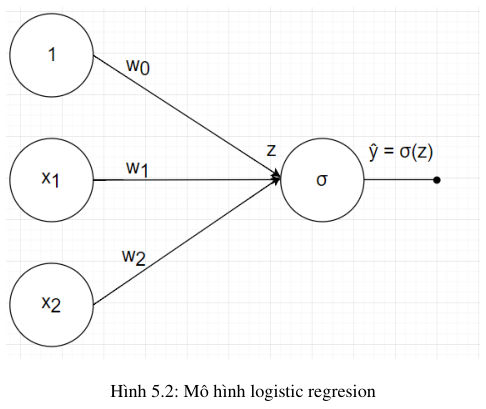 1
w0
z
ŷ = σ(z)
x1
w1
σ
w2
x2
Hình 5.2: Mô hình logistic regresion